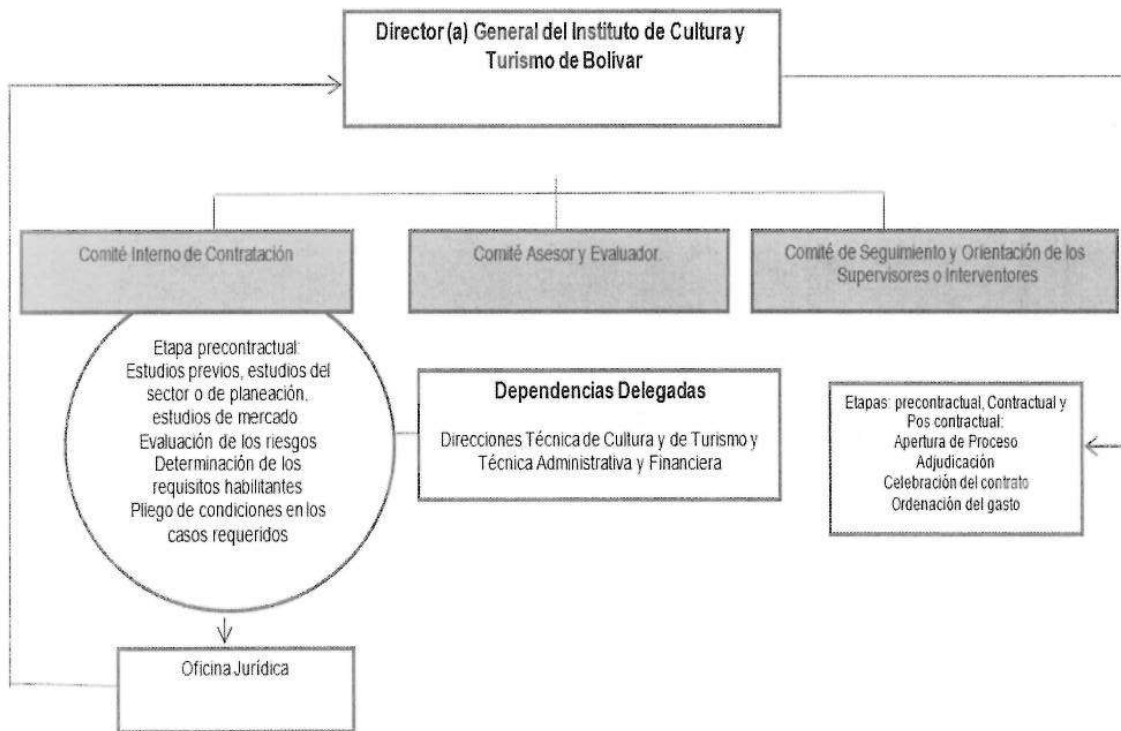 Director (a) General del Instituto de Cultura y
Turismo de Bolívar
Comité Interno de Contratación
Comité Asesor y Evaluador.
Comité de Seguimiento y Orientación de los
Supervisores o Interventores
Etapa precontractual:
Estudios previos, estudios del
sector o de planeación,
estudios de mercado
Evaluación de los riesgos
Determinación de los
requisitos habilitantes
Pliego de condiciones en los
casos requeridos
Dependencias Delegadas
Direcciones Técnica de Cultura y de Turismo y
Técnica Administrativa y Financiera
Etapas: precontractual, Contractual y
Pos contractual:
Apertura de Proceso
Adjudicación
Celebración del contrato
Ordenación del gasto
Oficina Jurídica